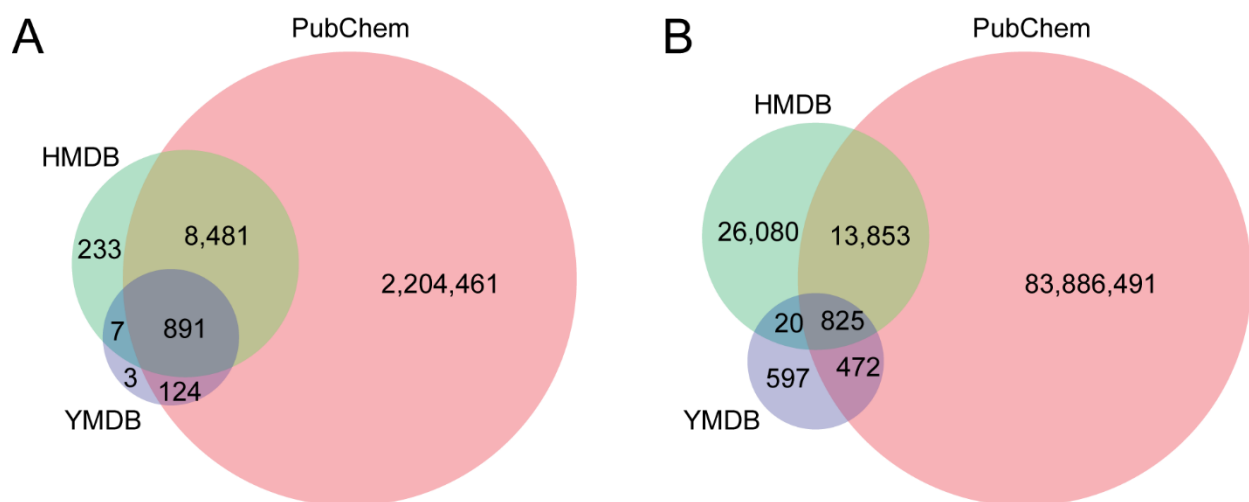 A
PubChem
HMDB
233
8,481
2,204,461
7
891
3
124
YMDB
B
PubChem
HMDB
26,080
13,853
83,886,491
20
825
597
472
YMDB